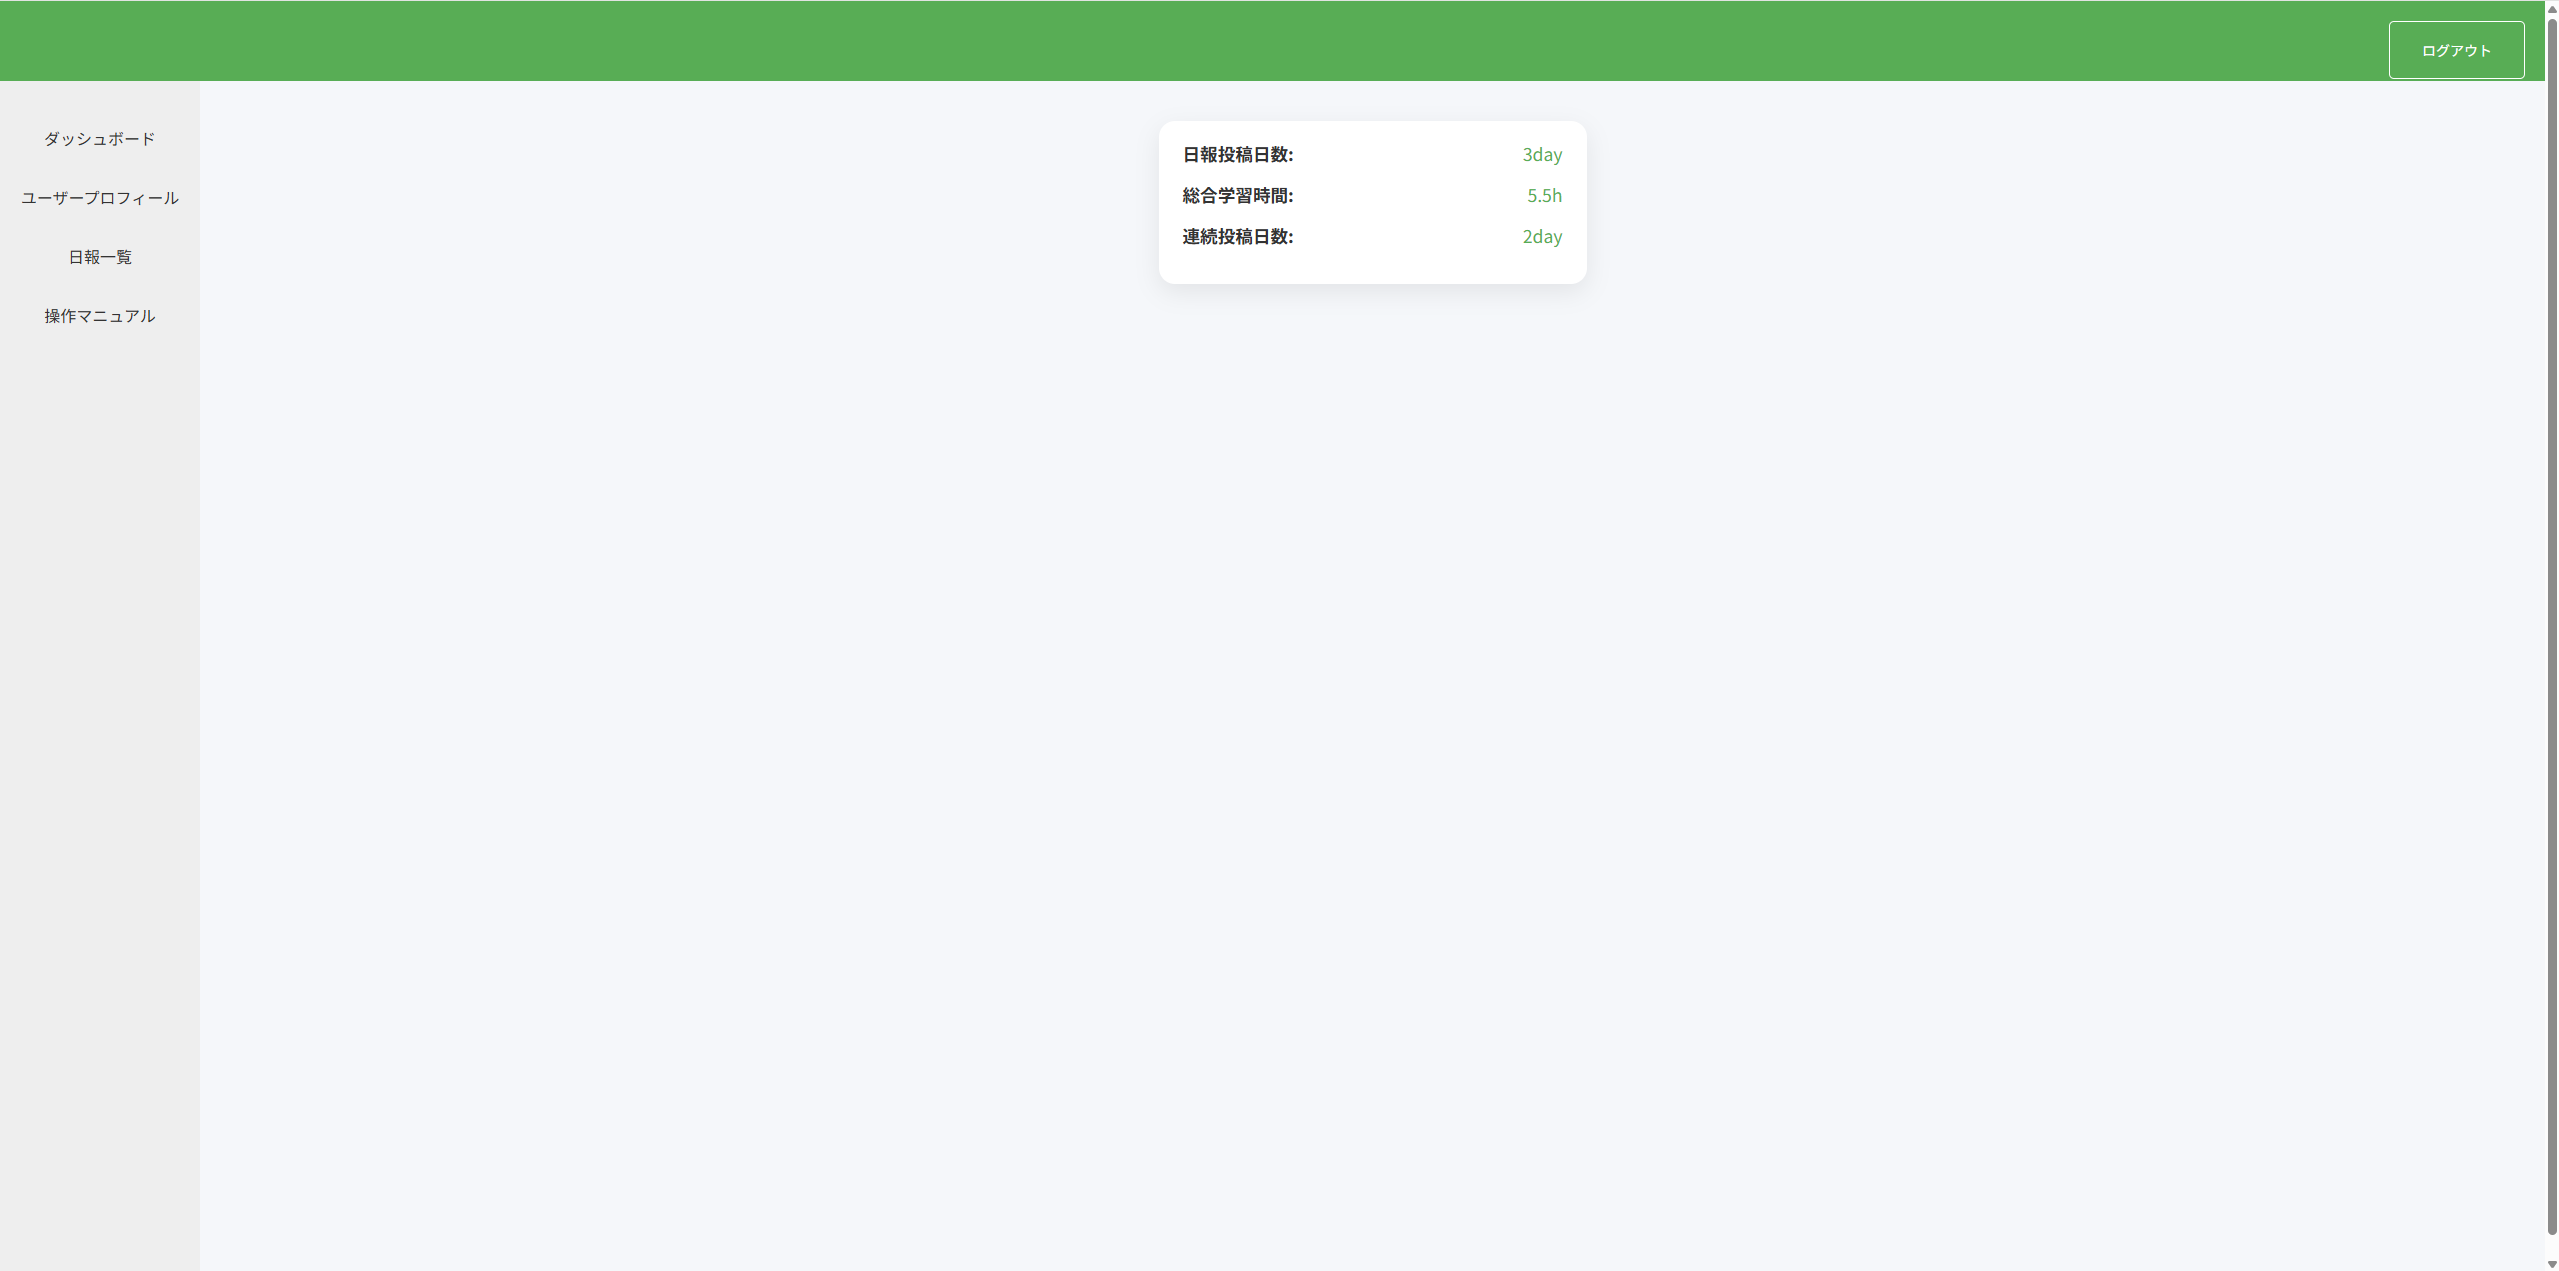 ログアウト
ダッシュボード
ユーザープロフィール
日報一覧
操作マニュアル
日報投稿日数: 3day
総合学習時間: 5.5h
連続投稿日数: 2day